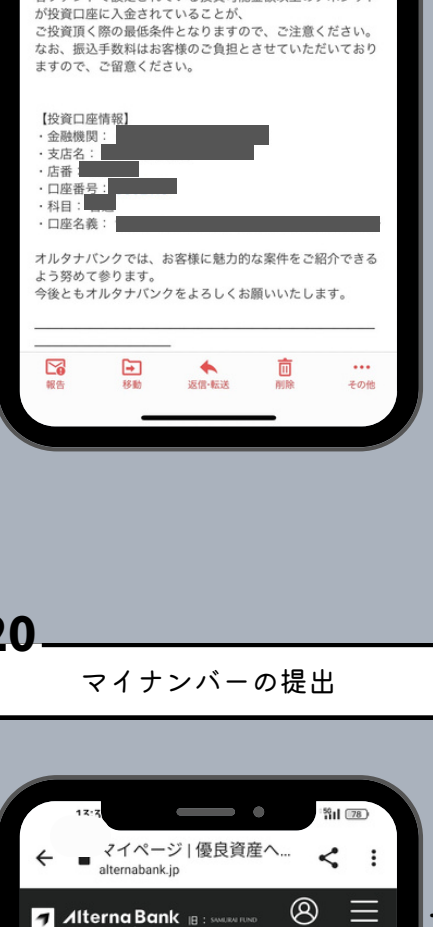 が投資口座に入金されていることが、
ご投資頂く際の最低条件となりますので、ご注意ください。
なお、振込手数料はお客様のご負担とさせていただいており
ますので、ご留意ください。
【投資口座情報】
・金融機関：
・支店名：
・店番
・口座番号：
・科目：
・口座名義：
オルタナバンクでは、お客様に魅力的な案件をご紹介できる
よう努めて参ります。
今後ともオルタナバンクをよろしくお願いいたします。
報告 移動 返信・転送 削除 その他
20
マイナンバーの提出
78
マイページ | 優良資産へ...
alternabank.jp
Alterna Bank 旧：SAMURAI FUND